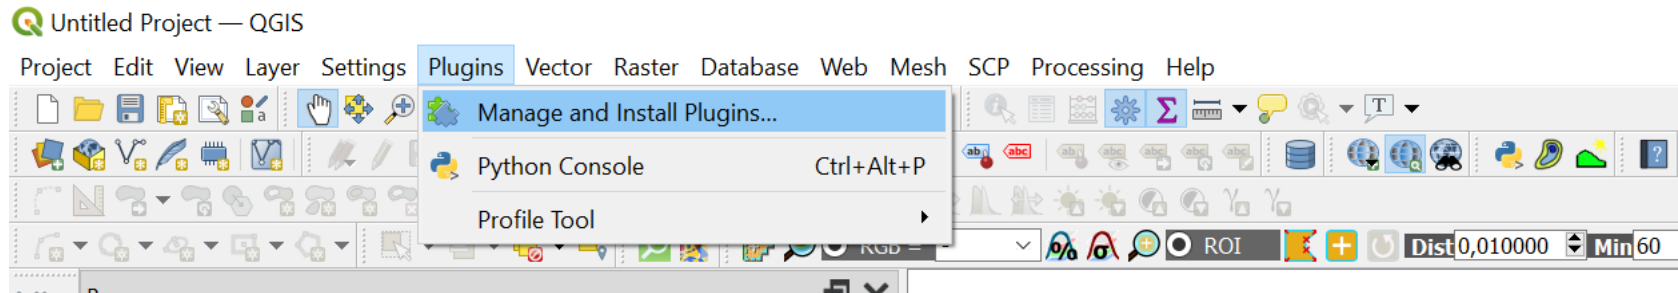 Untitled Project — QGIS
Project Edit View Layer Settings Plugins Vector Raster Database Web Mesh SCP Processing Help
Manage and Install Plugins...
Python Console Ctrl+Alt+P
Profile Tool
RGB = ROI Dist 0,010000 Min 60